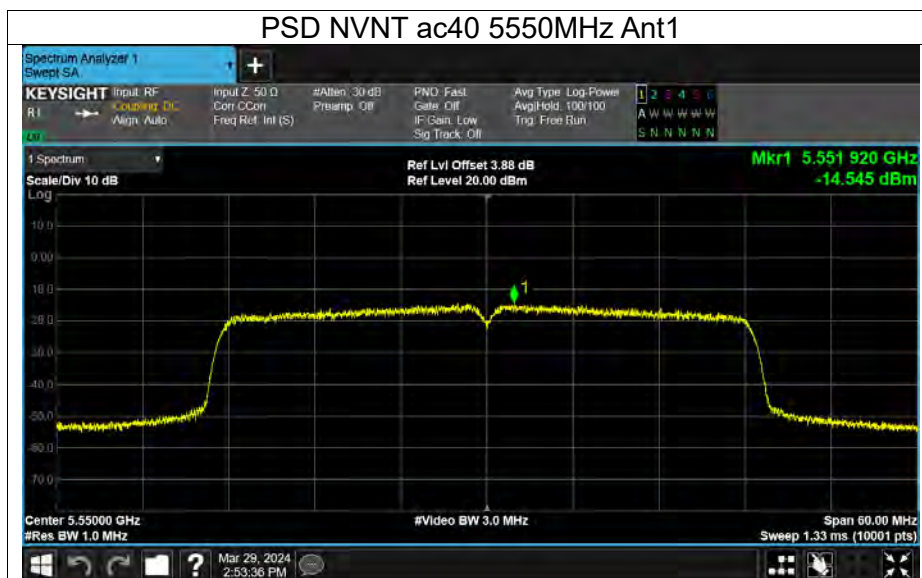 PSD NVNT ac40 5550MHz Ant1
Spectrum Analyzer 1
Swept SA
KEYSIGHT Input: RF
Coupling: DC
Align: Auto
Input Z: 50 Ω
Corr CCorr
Freq Ref: Int (S)
#Atten: 30 dB
Preamp: Off
PNO: Fast
Gate: Off
IF Gain: Low
Sig Track: Off
Avg Type: Log-Power
Avg|Hold: 100/100
Trig: Free Run
1 2 3 4 5 6
A W W W W W
S N N N N N
1 Spectrum
Scale/Div 10 dB
Log
Ref Lvl Offset 3.88 dB
Ref Level 20.00 dBm
Mkr1 5.551 920 GHz
-14.545 dBm
10.0
0.00
-10.0
-20.0
-30.0
-40.0
-50.0
-60.0
-70.0
1
Center 5.55000 GHz
#Res BW 1.0 MHz
#Video BW 3.0 MHz
Span 60.00 MHz
Sweep 1.33 ms (10001 pts)
?
Mar 29, 2024
2:53:36 PM